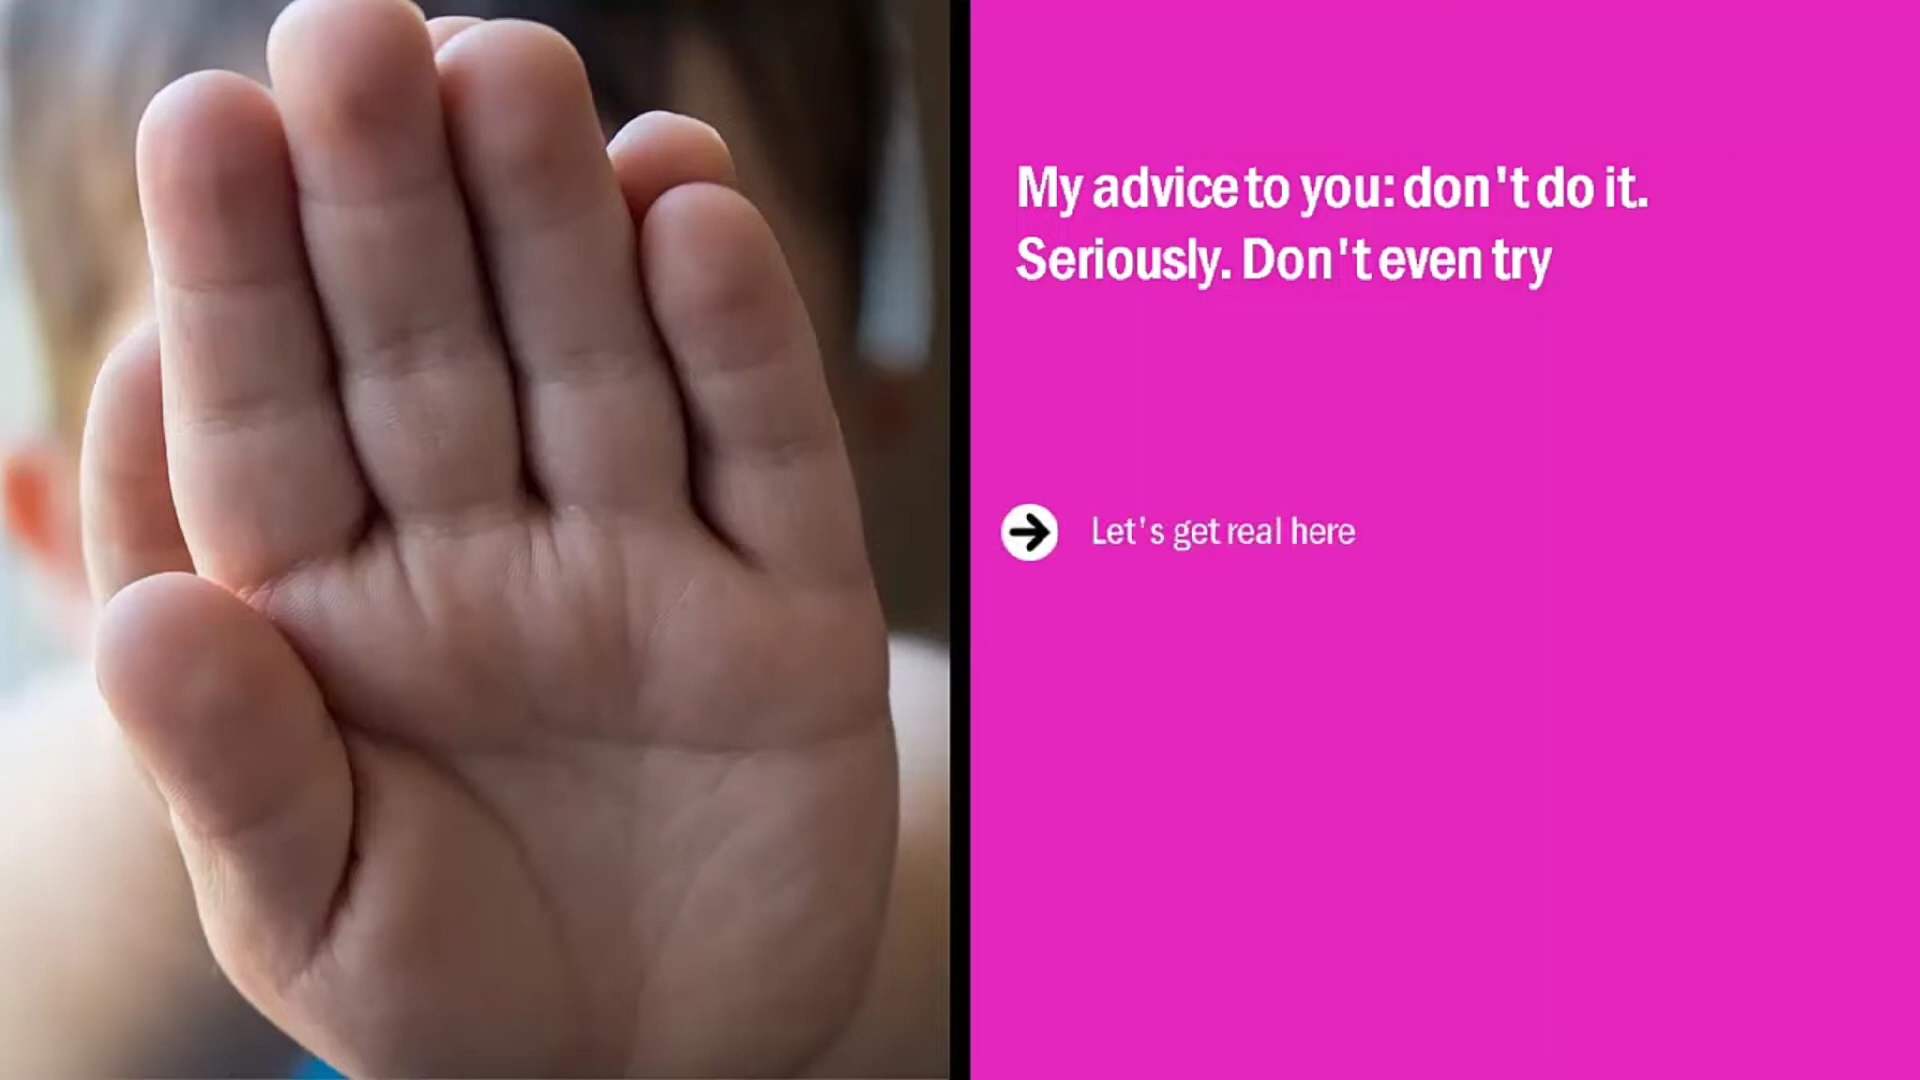 My advice to you: don't do it.
Seriously. Don't even try
Let's get real here